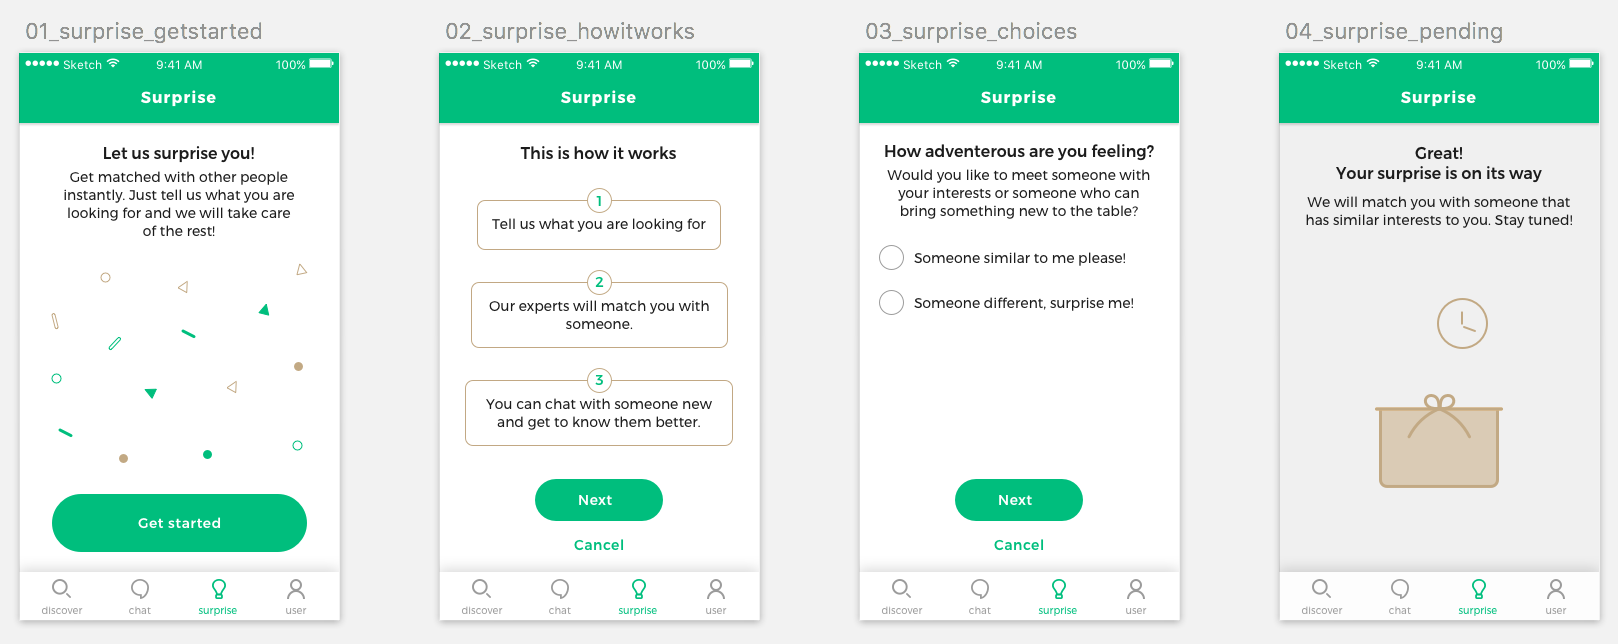 01_surprise_getstarted
Sketch 9:41 AM 100%
Surprise
Let us surprise you!
Get matched with other people
instantly. Just tell us what you are
looking for and we will take care
of the rest!
Get started
discover chat surprise user
02_surprise_howitworks
Sketch 9:41 AM 100%
Surprise
This is how it works
1
Tell us what you are looking for
2
Our experts will match you with
someone.
3
You can chat with someone new
and get to know them better.
Next
Cancel
discover chat surprise user
03_surprise_choices
Sketch 9:41 AM 100%
Surprise
How adventerous are you feeling?
Would you like to meet someone with
your interests or someone who can
bring something new to the table?
Someone similar to me please!
Someone different, surprise me!
Next
Cancel
discover chat surprise user
04_surprise_pending
Sketch 9:41 AM 100%
Surprise
Great!
Your surprise is on its way
We will match you with someone that
has similar interests to you. Stay tuned!
discover chat surprise user